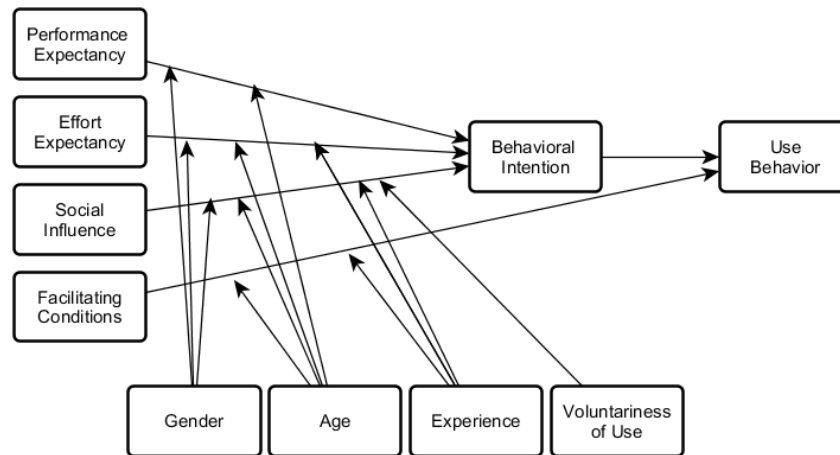 Performance
Expectancy
Effort
Expectancy
Social
Influence
Facilitating
Conditions
Behavioral
Intention
Use
Behavior
Gender
Age
Experience
Voluntariness
of Use